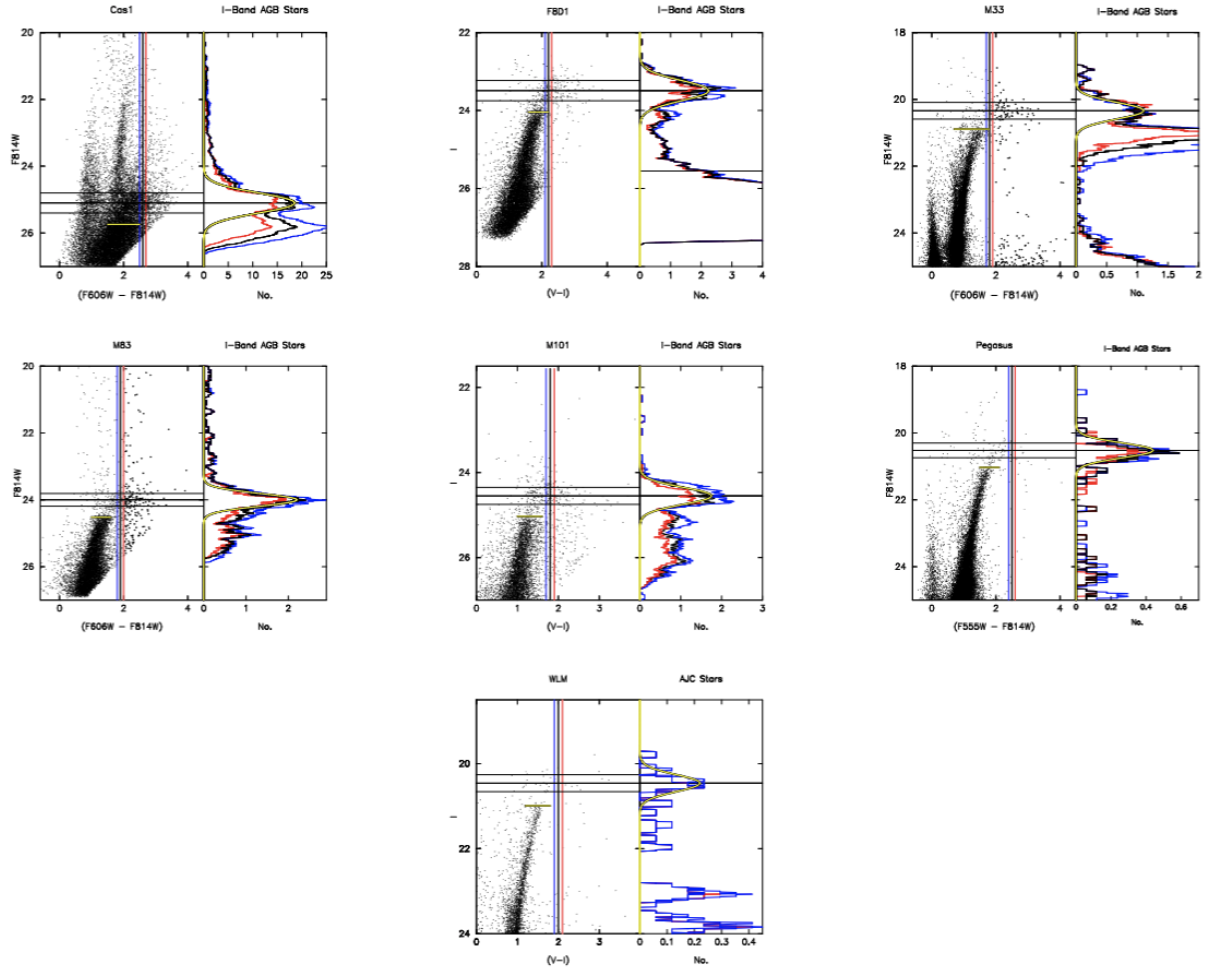 Cas1 I-Band AGB Stars
F8D1 I-Band AGB Stars
M33 I-Band AGB Stars
20
22
24
26
F814W
0 2 4
0 5 10 15 20 25
(F606W - F814W) No.
22
24
26
28
I
0 2 4
0 1 2 3 4
(V-I) No.
18
20
22
24
F814W
0 2 4
0 0.5 1 1.5 2
(F606W - F814W) No.
M83 I-Band AGB Stars
M101 I-Band AGB Stars
Pegasus I-Band AGB Stars
20
22
24
26
F814W
0 2 4
0 1 2
(F606W - F814W) No.
22
24
26
I
0 1 2 3
0 1 2 3
(V-I) No.
18
20
22
24
F814W
0 2 4
0 0.2 0.4 0.6
(F555W - F814W) No.
WLM AJC Stars
20
22
24
I
0 1 2 3
0 0.1 0.2 0.3 0.4
(V-I) No.